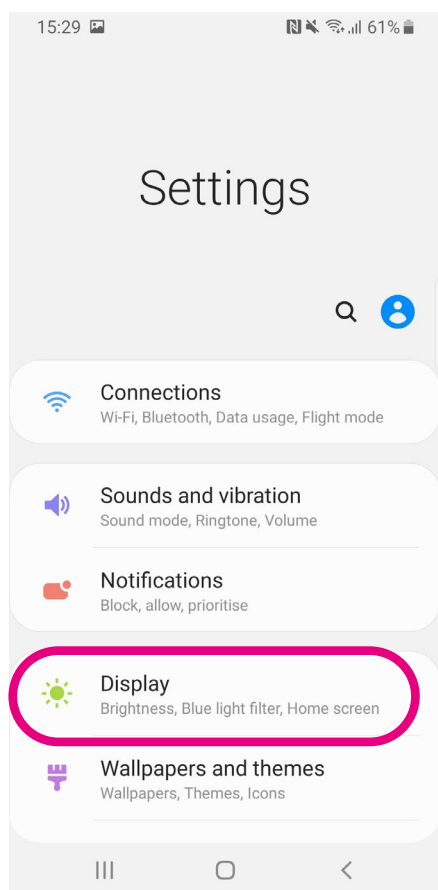 15:29 61%
Settings
Connections
Wi-Fi, Bluetooth, Data usage, Flight mode
Sounds and vibration
Sound mode, Ringtone, Volume
Notifications
Block, allow, prioritise
Display
Brightness, Blue light filter, Home screen
Wallpapers and themes
Wallpapers, Themes, Icons